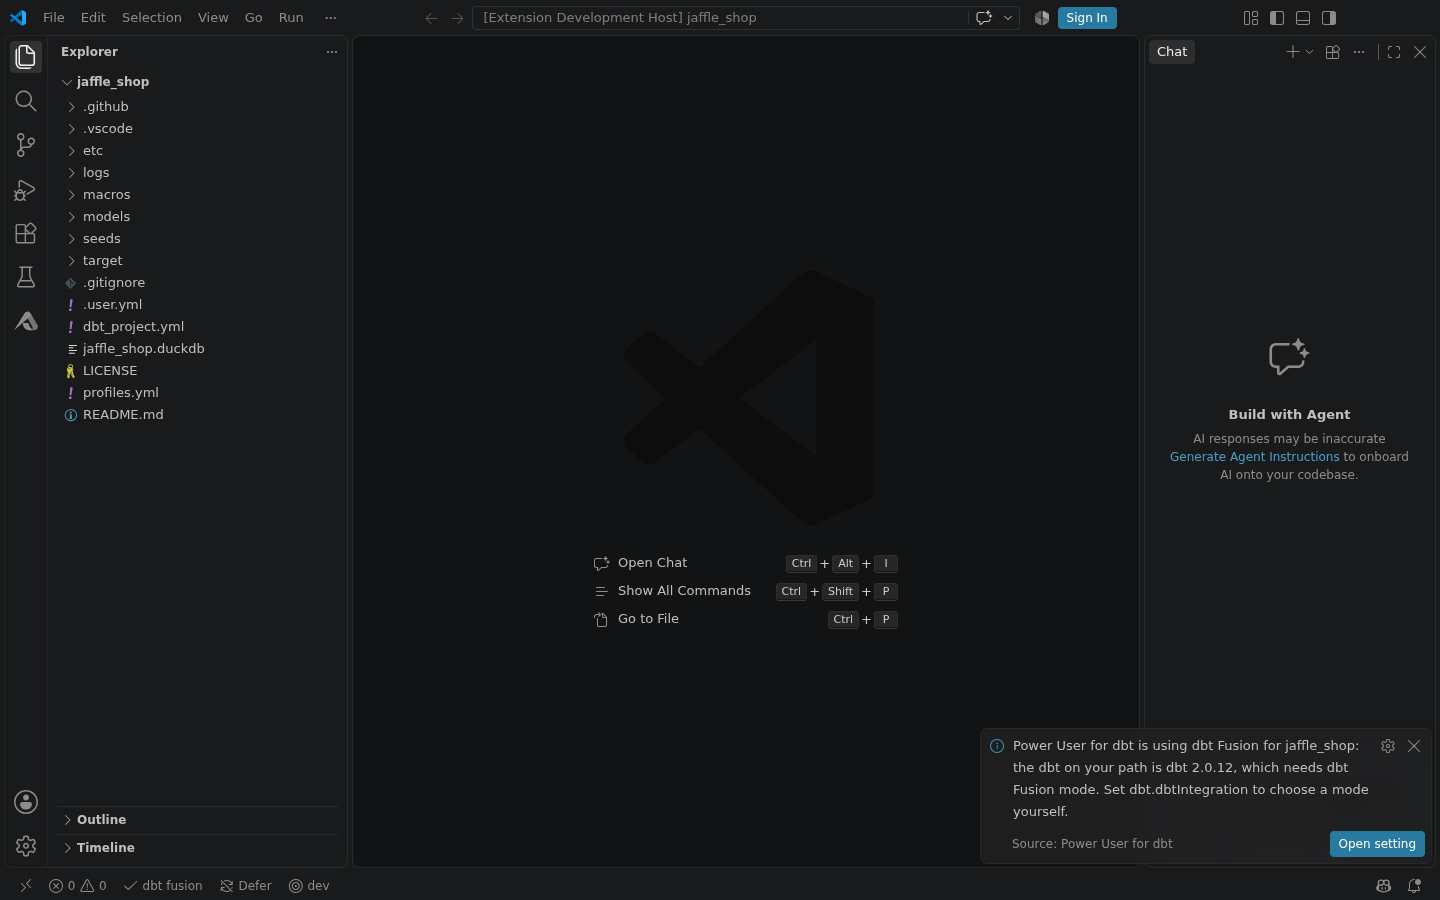 File Edit Selection View Go Run ···
[Extension Development Host] jaffle_shop
Sign In
Explorer
jaffle_shop
.github
.vscode
etc
logs
macros
models
seeds
target
.gitignore
.user.yml
dbt_project.yml
jaffle_shop.duckdb
LICENSE
profiles.yml
README.md
Outline
Timeline
Open Chat Ctrl + Alt + I
Show All Commands Ctrl + Shift + P
Go to File Ctrl + P
Chat
Build with Agent
AI responses may be inaccurate
Generate Agent Instructions to onboard
AI onto your codebase.
Power User for dbt is using dbt Fusion for jaffle_shop:
the dbt on your path is dbt 2.0.12, which needs dbt
Fusion mode. Set dbt.dbtIntegration to choose a mode
yourself.
Source: Power User for dbt
Open setting
0 0 dbt fusion Defer dev